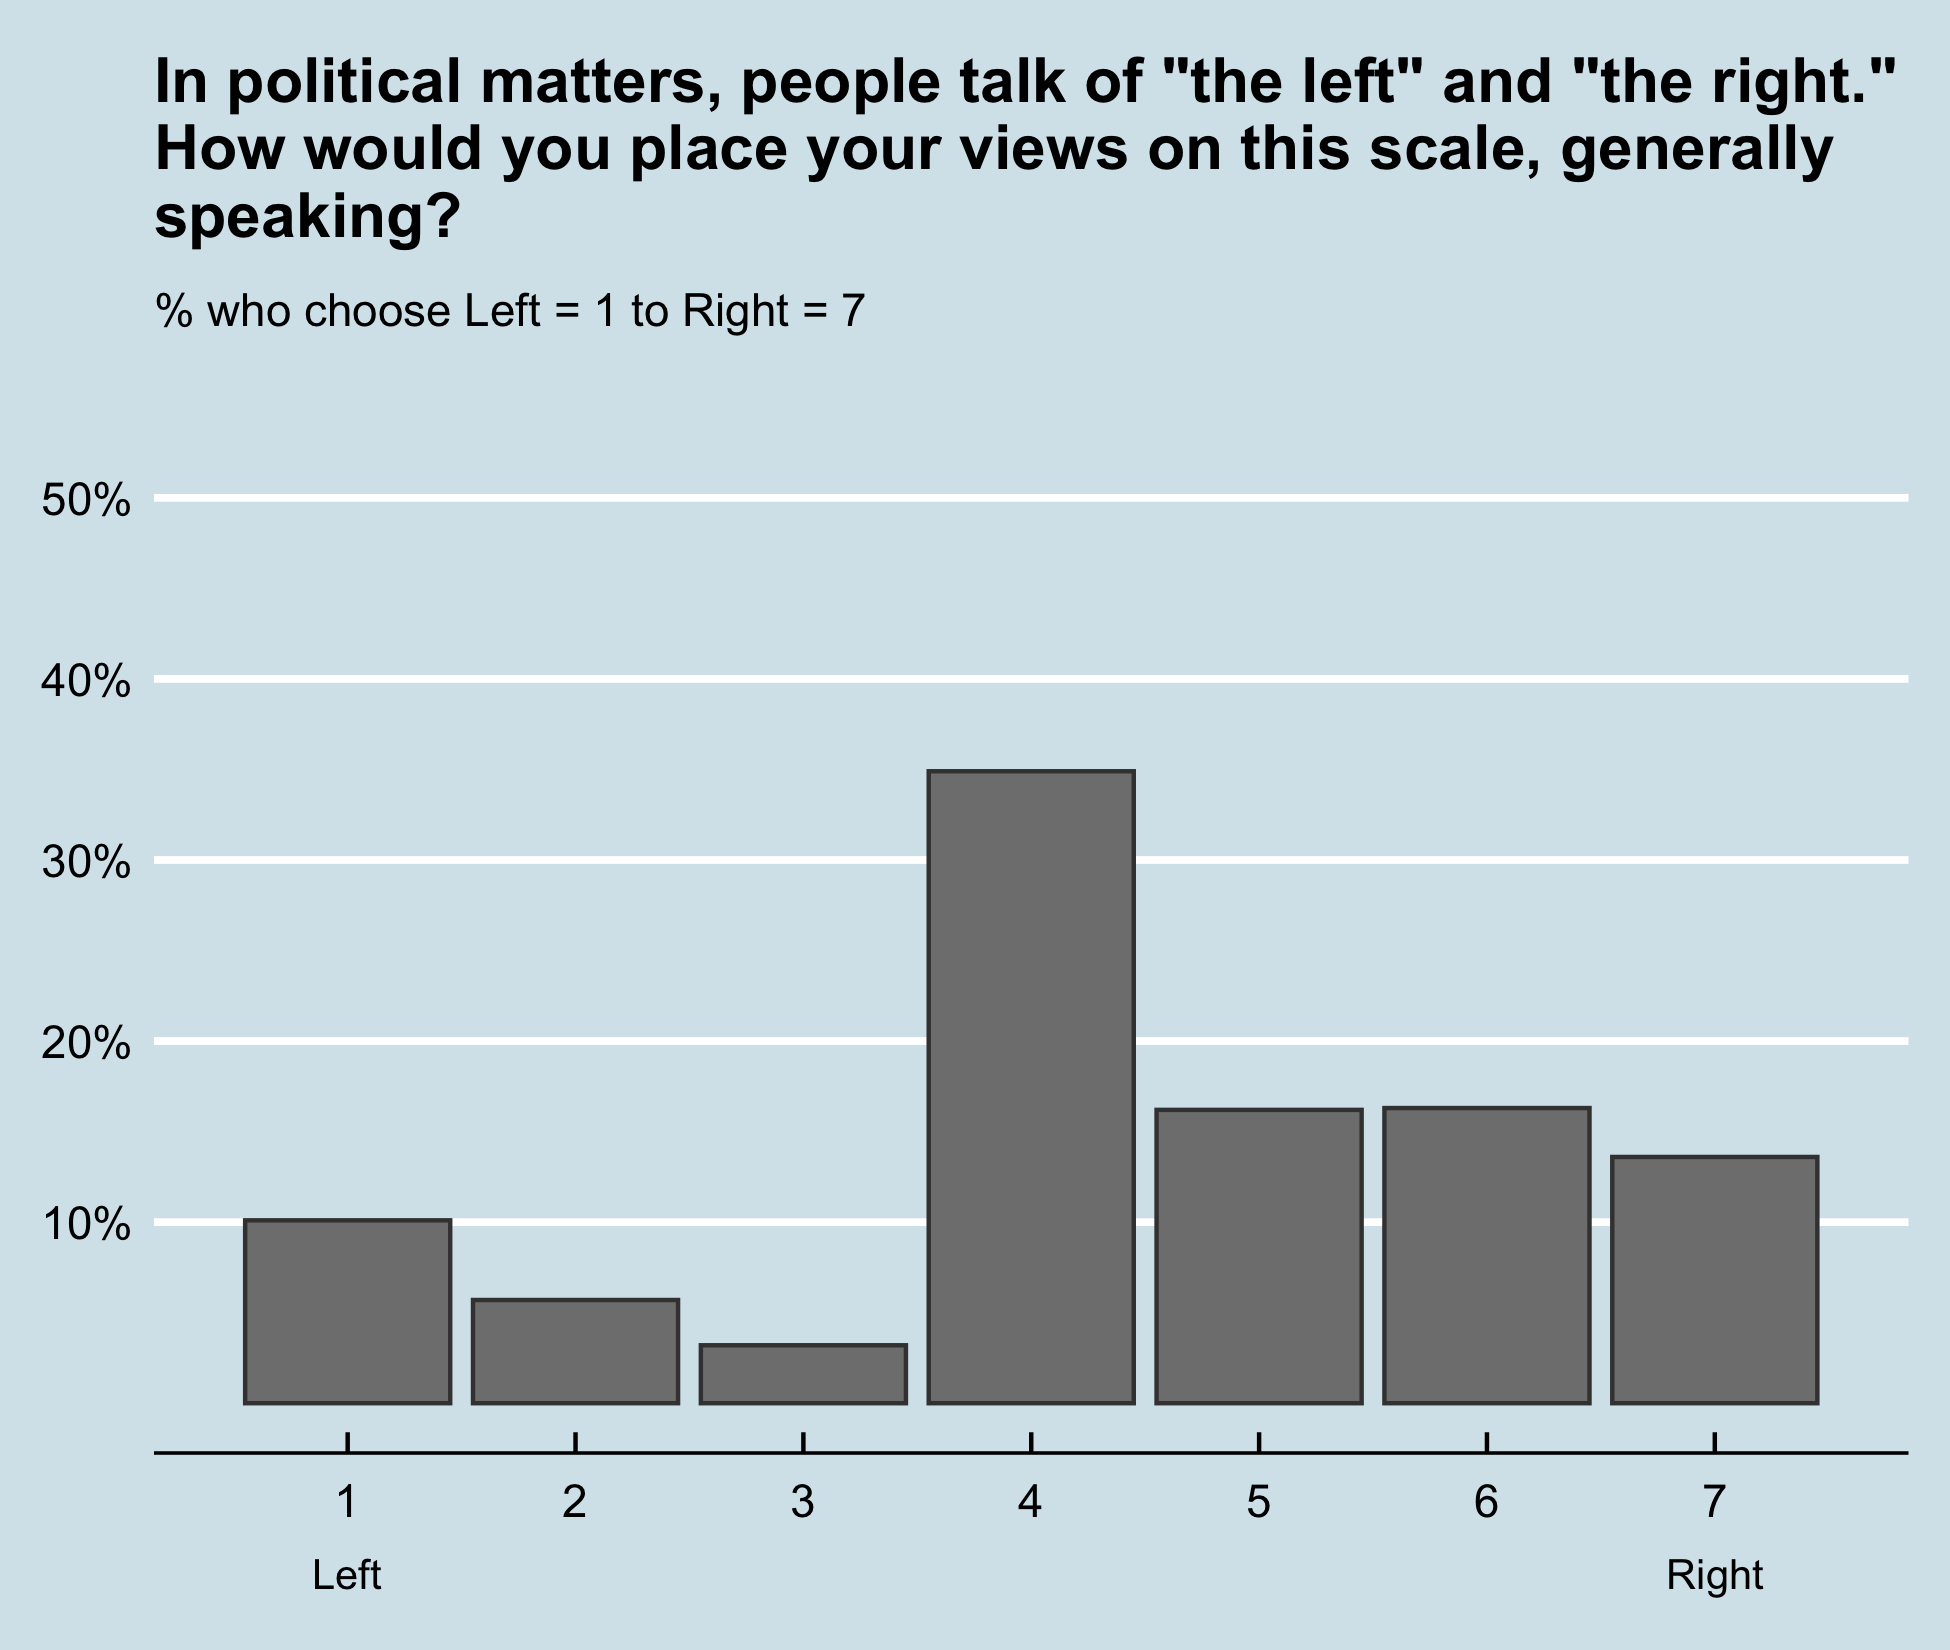 In political matters, people talk of "the left" and "the right."
How would you place your views on this scale, generally
speaking?
% who choose Left = 1 to Right = 7
50%
40%
30%
20%
10%
1 2 3 4 5 6 7
Left Right